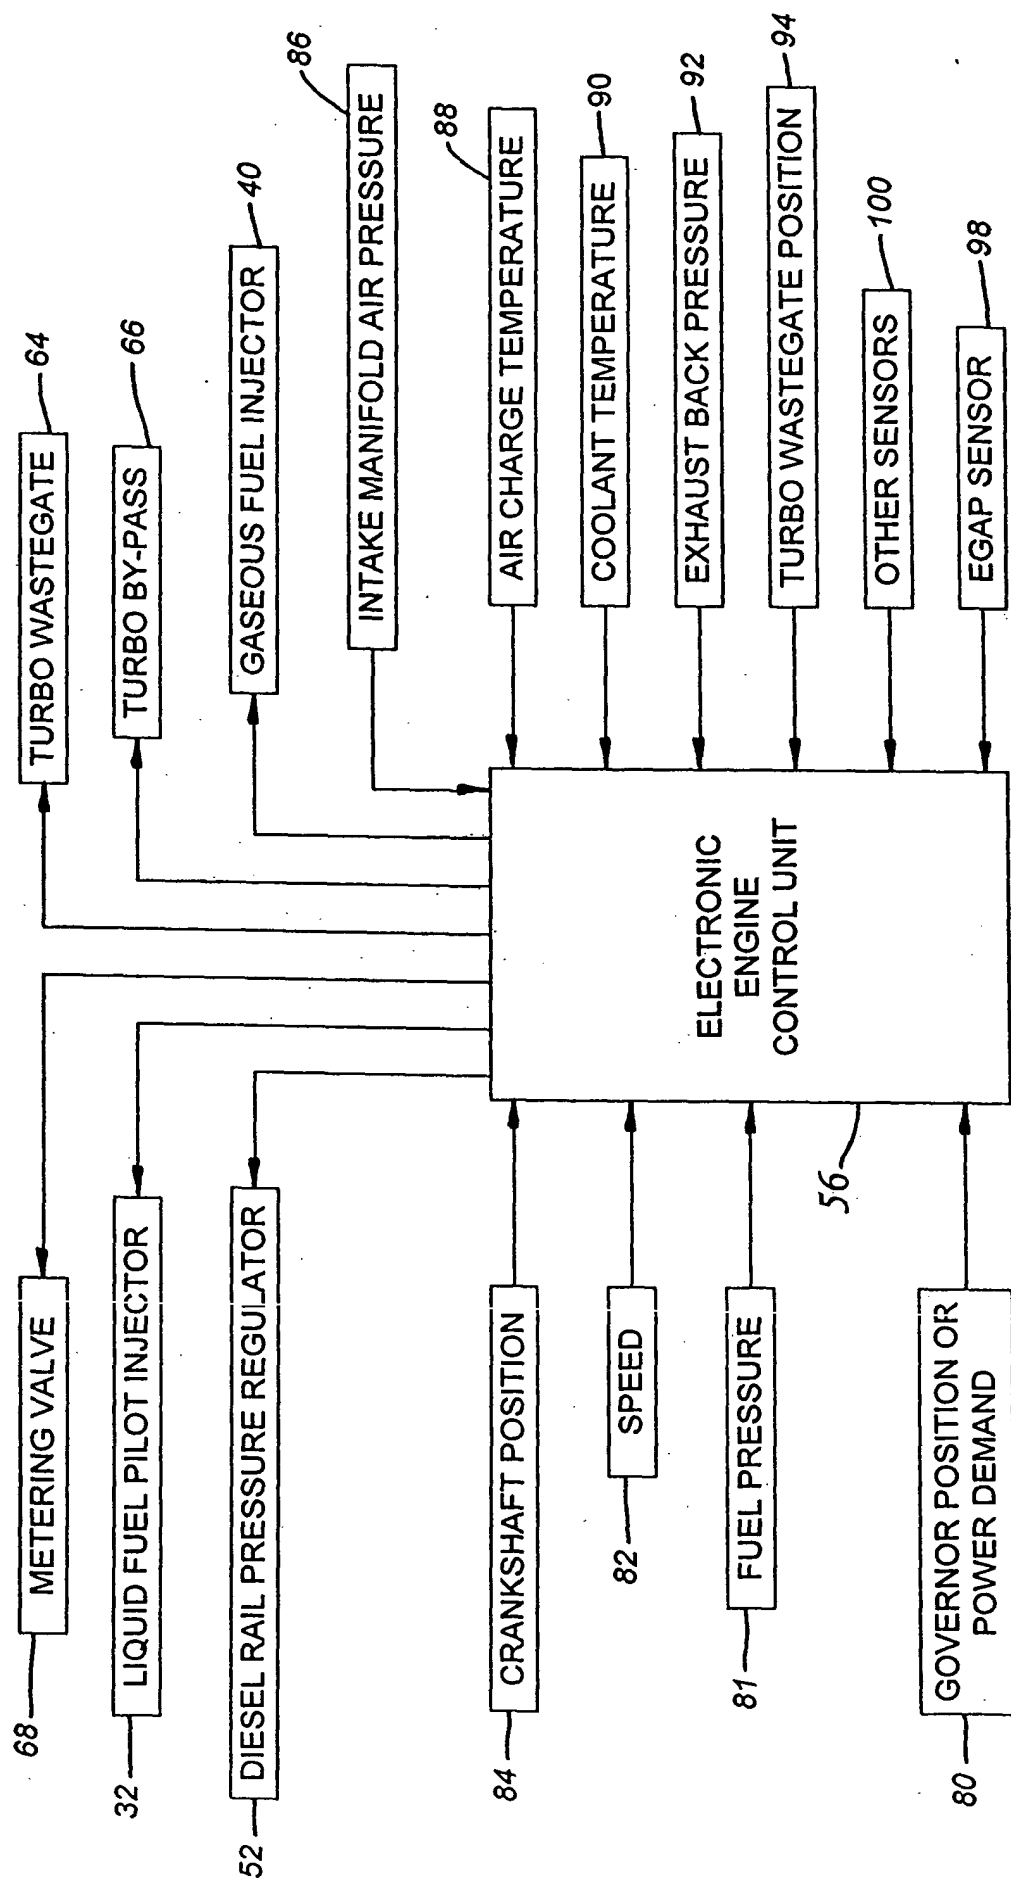 68
METERING VALVE
TURBO WASTEGATE
64
32
LIQUID FUEL PILOT INJECTOR
TURBO BY-PASS
66
52
DIESEL RAIL PRESSURE REGULATOR
GASEOUS FUEL INJECTOR
40
INTAKE MANIFOLD AIR PRESSURE
86
84
CRANKSHAFT POSITION
AIR CHARGE TEMPERATURE
88
82
SPEED
COOLANT TEMPERATURE
90
81
FUEL PRESSURE
EXHAUST BACK PRESSURE
92
ELECTRONIC
ENGINE
CONTROL UNIT
56
TURBO WASTEGATE POSITION
94
OTHER SENSORS
100
80
GOVERNOR POSITION OR
POWER DEMAND
EGAP SENSOR
98